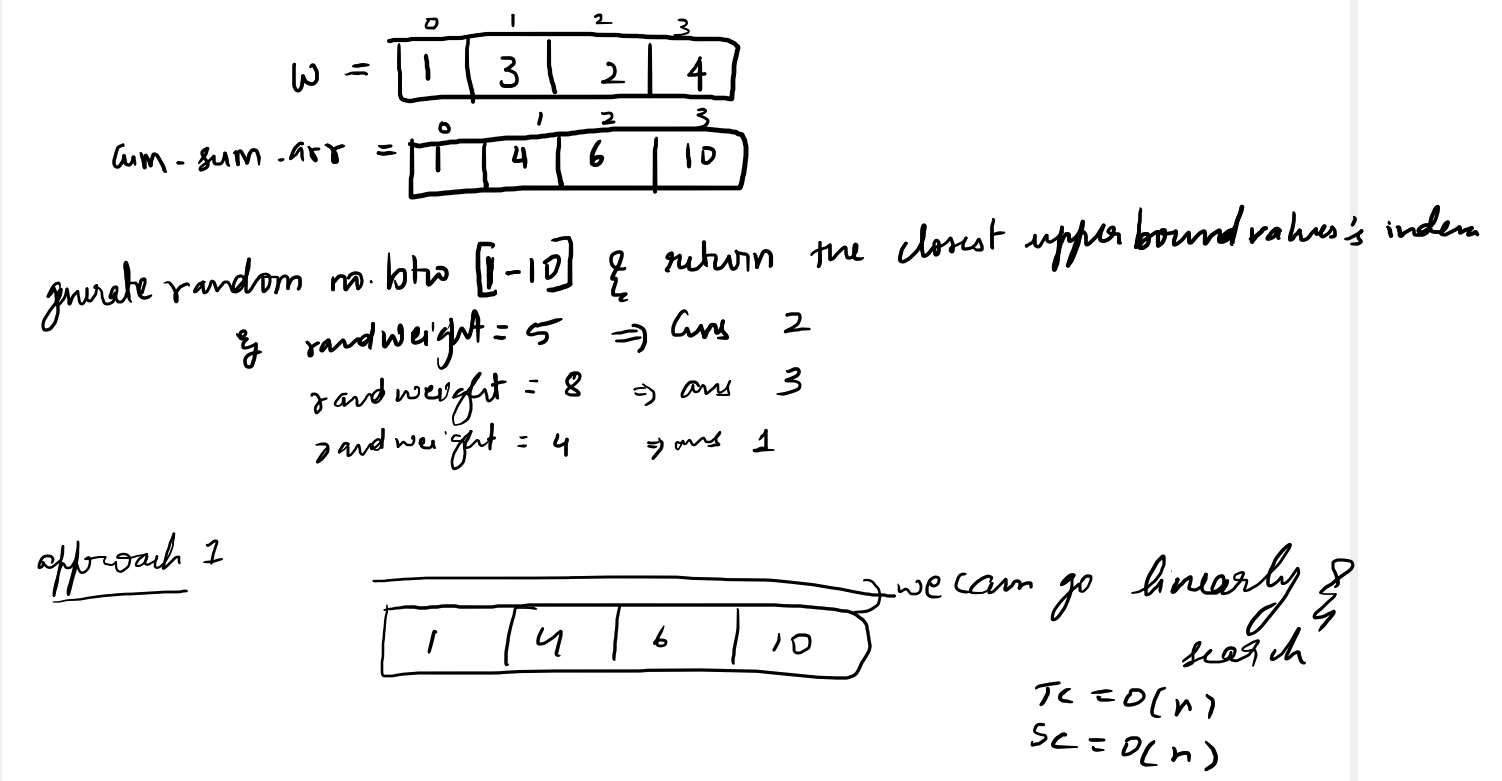 0 1 2 3
w = 1 3 2 4
0 1 2 3
Cum-sum-arr = 1 4 6 10
generate random no. btw [1-10] & return the closest upper bound values's index
randweight = 5 => ans 2
randweight = 8 => ans 3
randweight = 4 => ans 1
approach 1
we can go linearly &
search
1 4 6 10
TC = O(n)
SC = O(n)